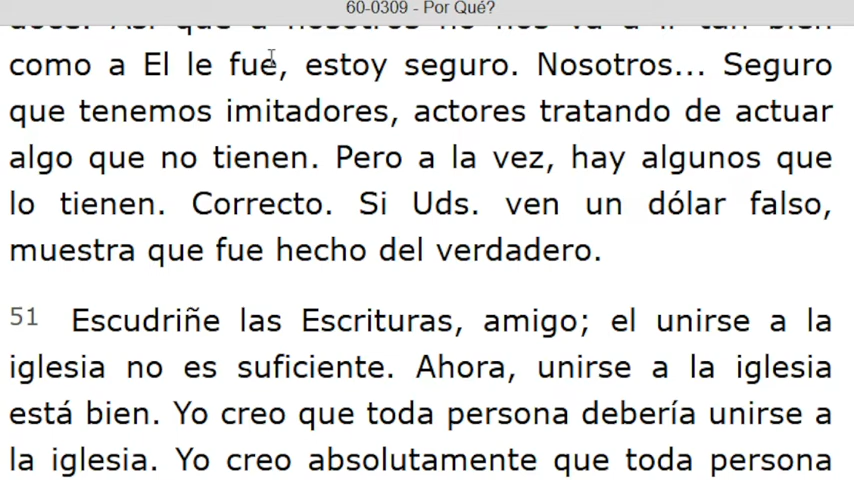 60-0309 - Por Qué?
como a El le fue, estoy seguro. Nosotros... Seguro
que tenemos imitadores, actores tratando de actuar
algo que no tienen. Pero a la vez, hay algunos que
lo tienen. Correcto. Si Uds. ven un dólar falso,
muestra que fue hecho del verdadero.
51 Escudriñe las Escrituras, amigo; el unirse a la
iglesia no es suficiente. Ahora, unirse a la iglesia
está bien. Yo creo que toda persona debería unirse a
la iglesia. Yo creo absolutamente que toda persona